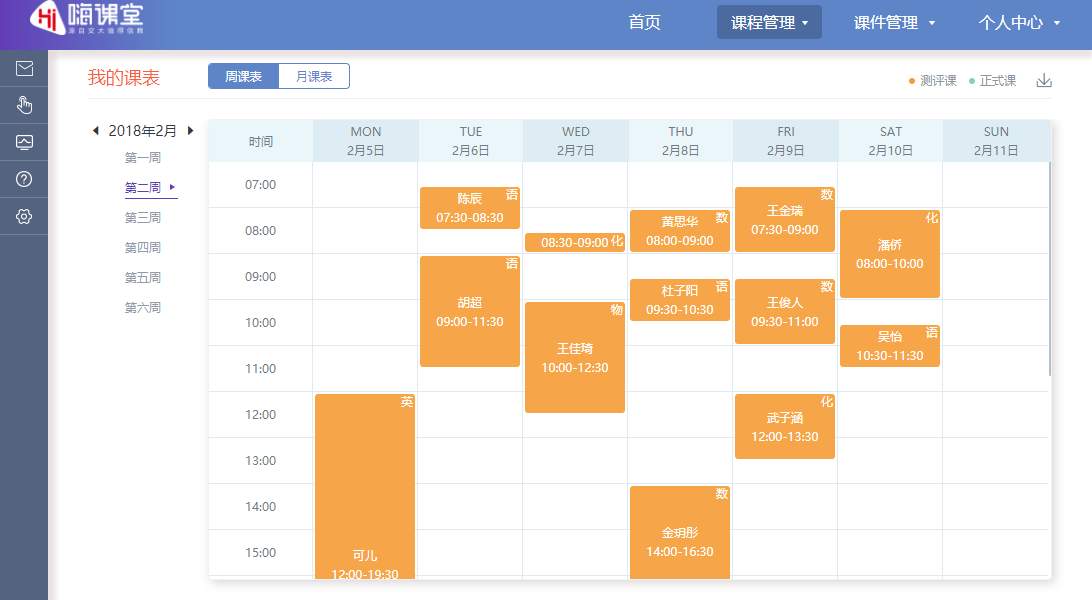 Hi 嗨课堂
源自交大值得信赖
首页
课程管理
课件管理
个人中心
我的课表
周课表
月课表
测评课
正式课
2018年2月
第一周
第二周
第三周
第四周
第五周
第六周
时间
MON
2月5日
TUE
2月6日
WED
2月7日
THU
2月8日
FRI
2月9日
SAT
2月10日
SUN
2月11日
07:00
08:00
09:00
10:00
11:00
12:00
13:00
14:00
15:00
英
可儿
12:00-19:30
语
陈辰
07:30-08:30
语
胡超
09:00-11:30
08:30-09:00 化
物
王佳琦
10:00-12:30
数
黄思华
08:00-09:00
语
杜子阳
09:30-10:30
数
金玥彤
14:00-16:30
数
王金瑞
07:30-09:00
数
王俊人
09:30-11:00
化
武子涵
12:00-13:30
化
潘侨
08:00-10:00
语
吴怡
10:30-11:30